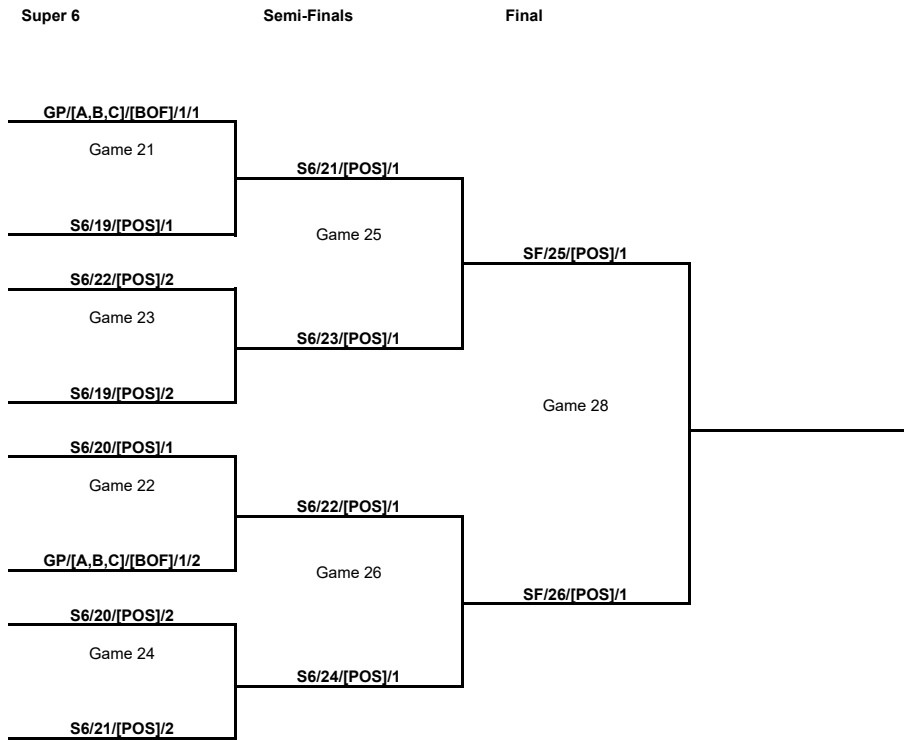 Super 6 Semi-Finals Final
GP/[A,B,C]/[BOF]/1/1
Game 21
S6/21/[POS]/1
S6/19/[POS]/1
Game 25
SF/25/[POS]/1
S6/22/[POS]/2
Game 23
S6/23/[POS]/1
S6/19/[POS]/2
Game 28
S6/20/[POS]/1
Game 22
S6/22/[POS]/1
GP/[A,B,C]/[BOF]/1/2
Game 26
SF/26/[POS]/1
S6/20/[POS]/2
Game 24
S6/24/[POS]/1
S6/21/[POS]/2